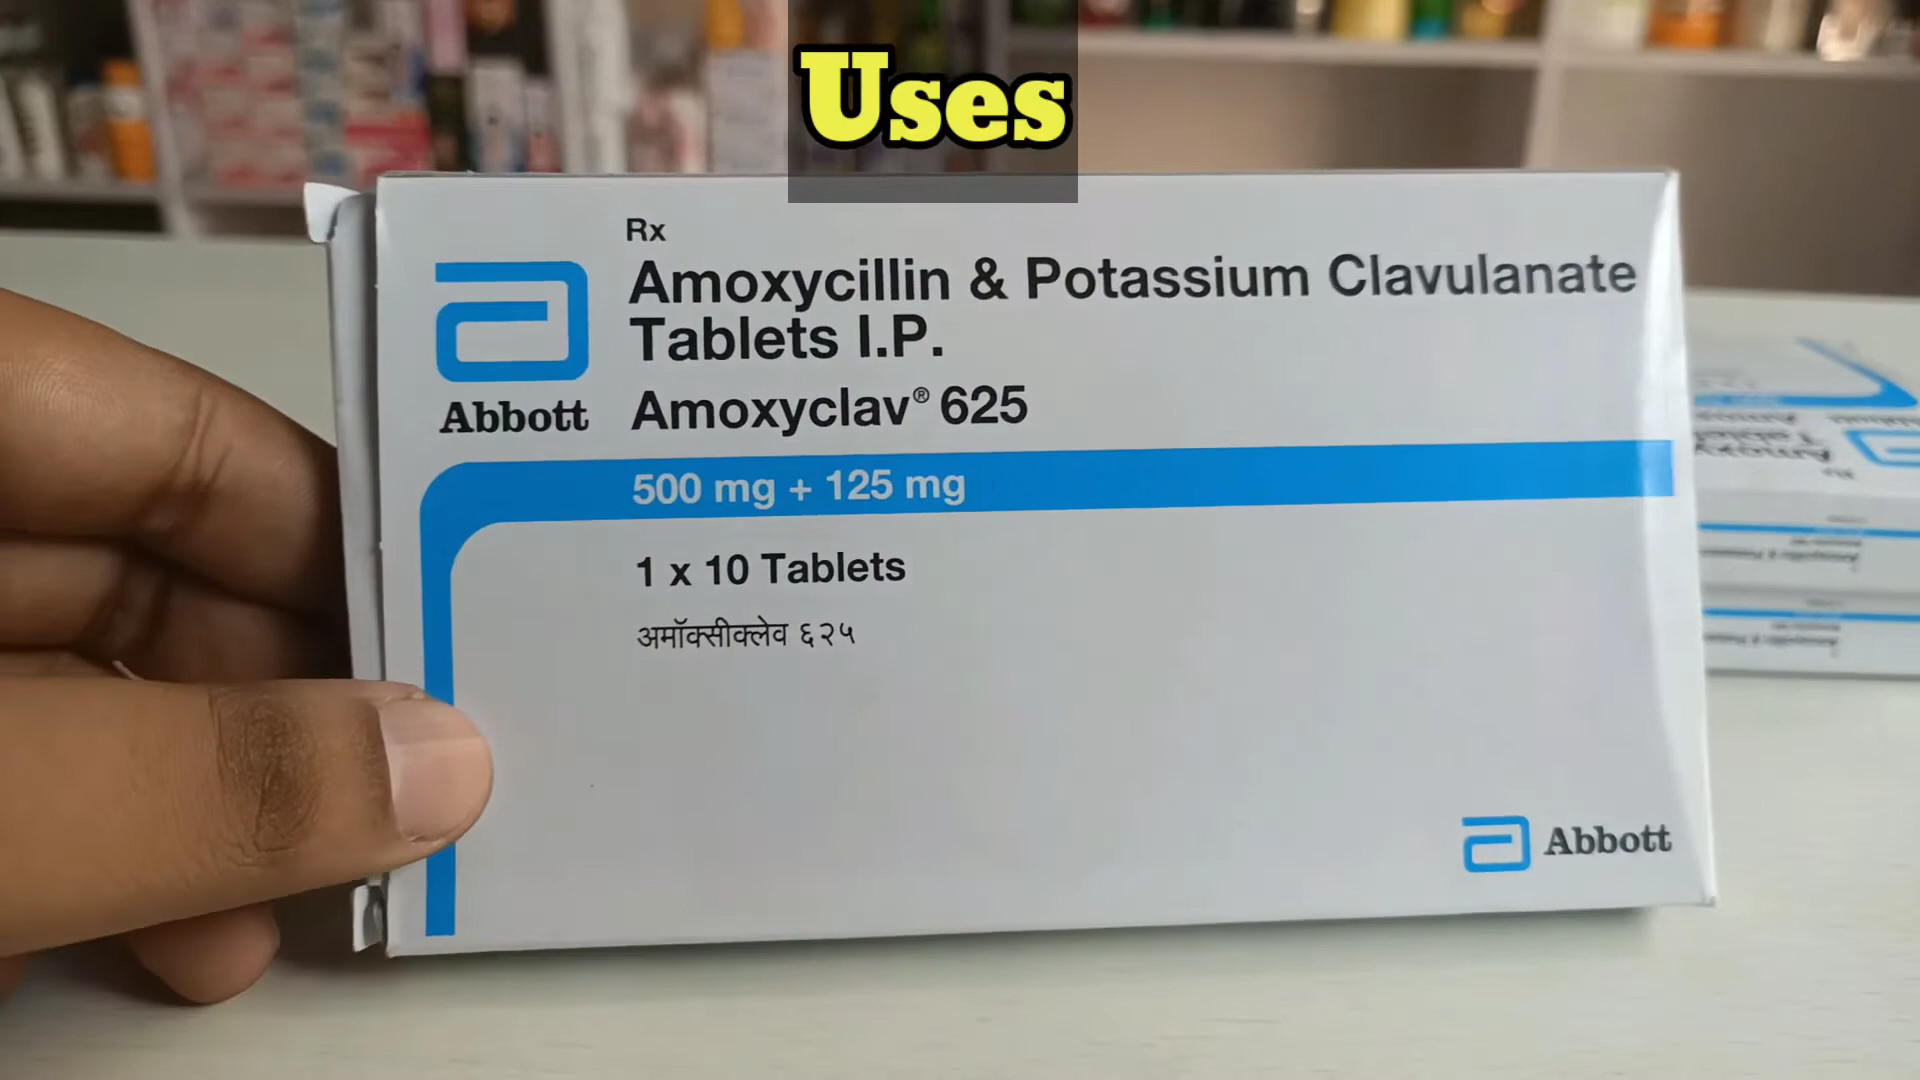 Uses
Rx
Amoxycillin & Potassium Clavulanate
Tablets I.P.
Abbott
Amoxyclav® 625
500 mg + 125 mg
1 x 10 Tablets
अमॉक्सीक्लेव ६२५
Abbott